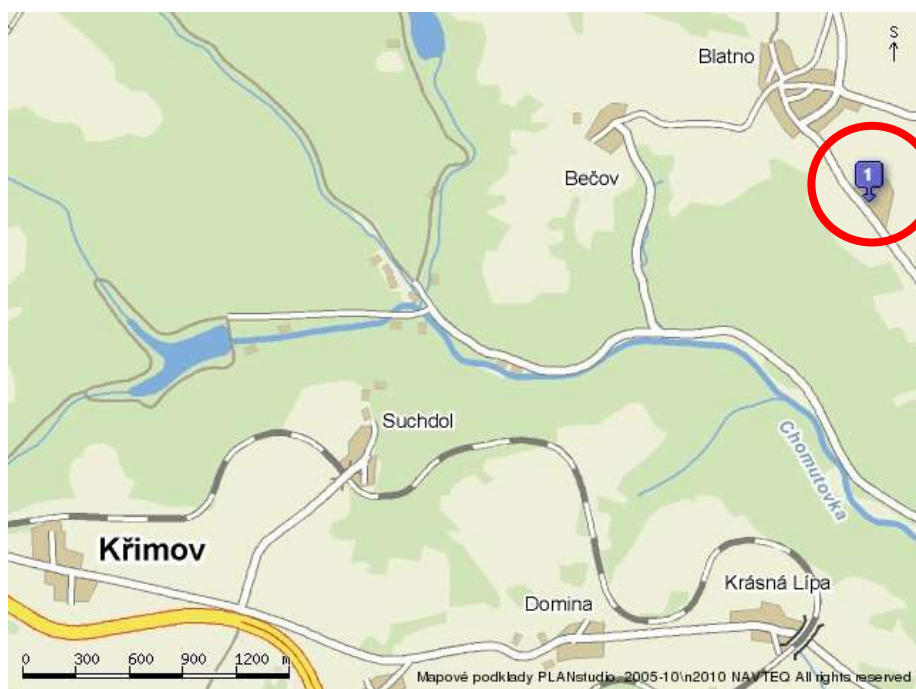 S
Blatno
1
Bečov
Suchdol
Chomutovka
Křimov
Krásná Lípa
Domina
0 300 600 900 1200 m
Mapové podklady PLANstudio, 2005-10\n2010 NAVTEQ All rights reserved